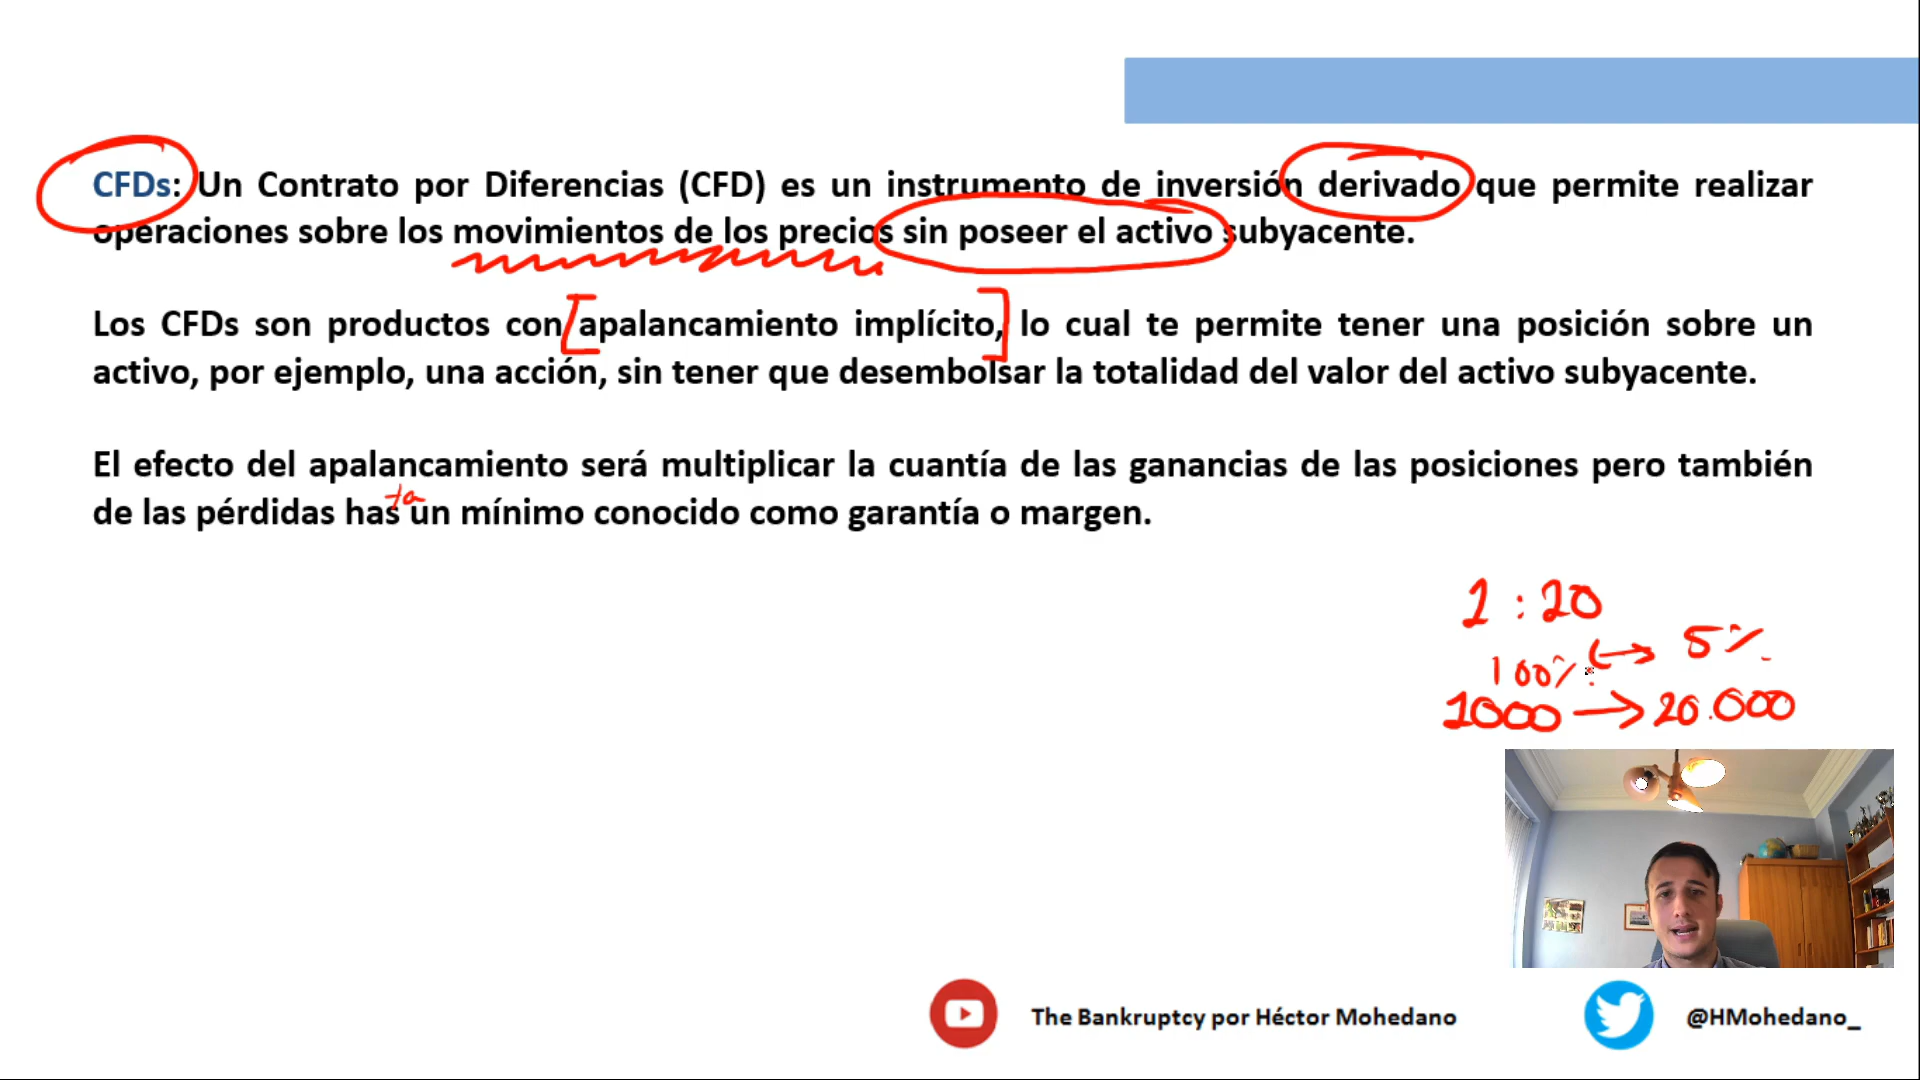 CFDs: Un Contrato por Diferencias (CFD) es un instrumento de inversión derivado que permite realizar
operaciones sobre los movimientos de los precios sin poseer el activo subyacente.
Los CFDs son productos con apalancamiento implícito, lo cual te permite tener una posición sobre un
activo, por ejemplo, una acción, sin tener que desembolsar la totalidad del valor del activo subyacente.
El efecto del apalancamiento será multiplicar la cuantía de las ganancias de las posiciones pero también
ta
de las pérdidas has un mínimo conocido como garantía o margen.
1 : 20
100% ↔ 5%
1000 → 20.000
The Bankruptcy por Héctor Mohedano
@HMohedano_